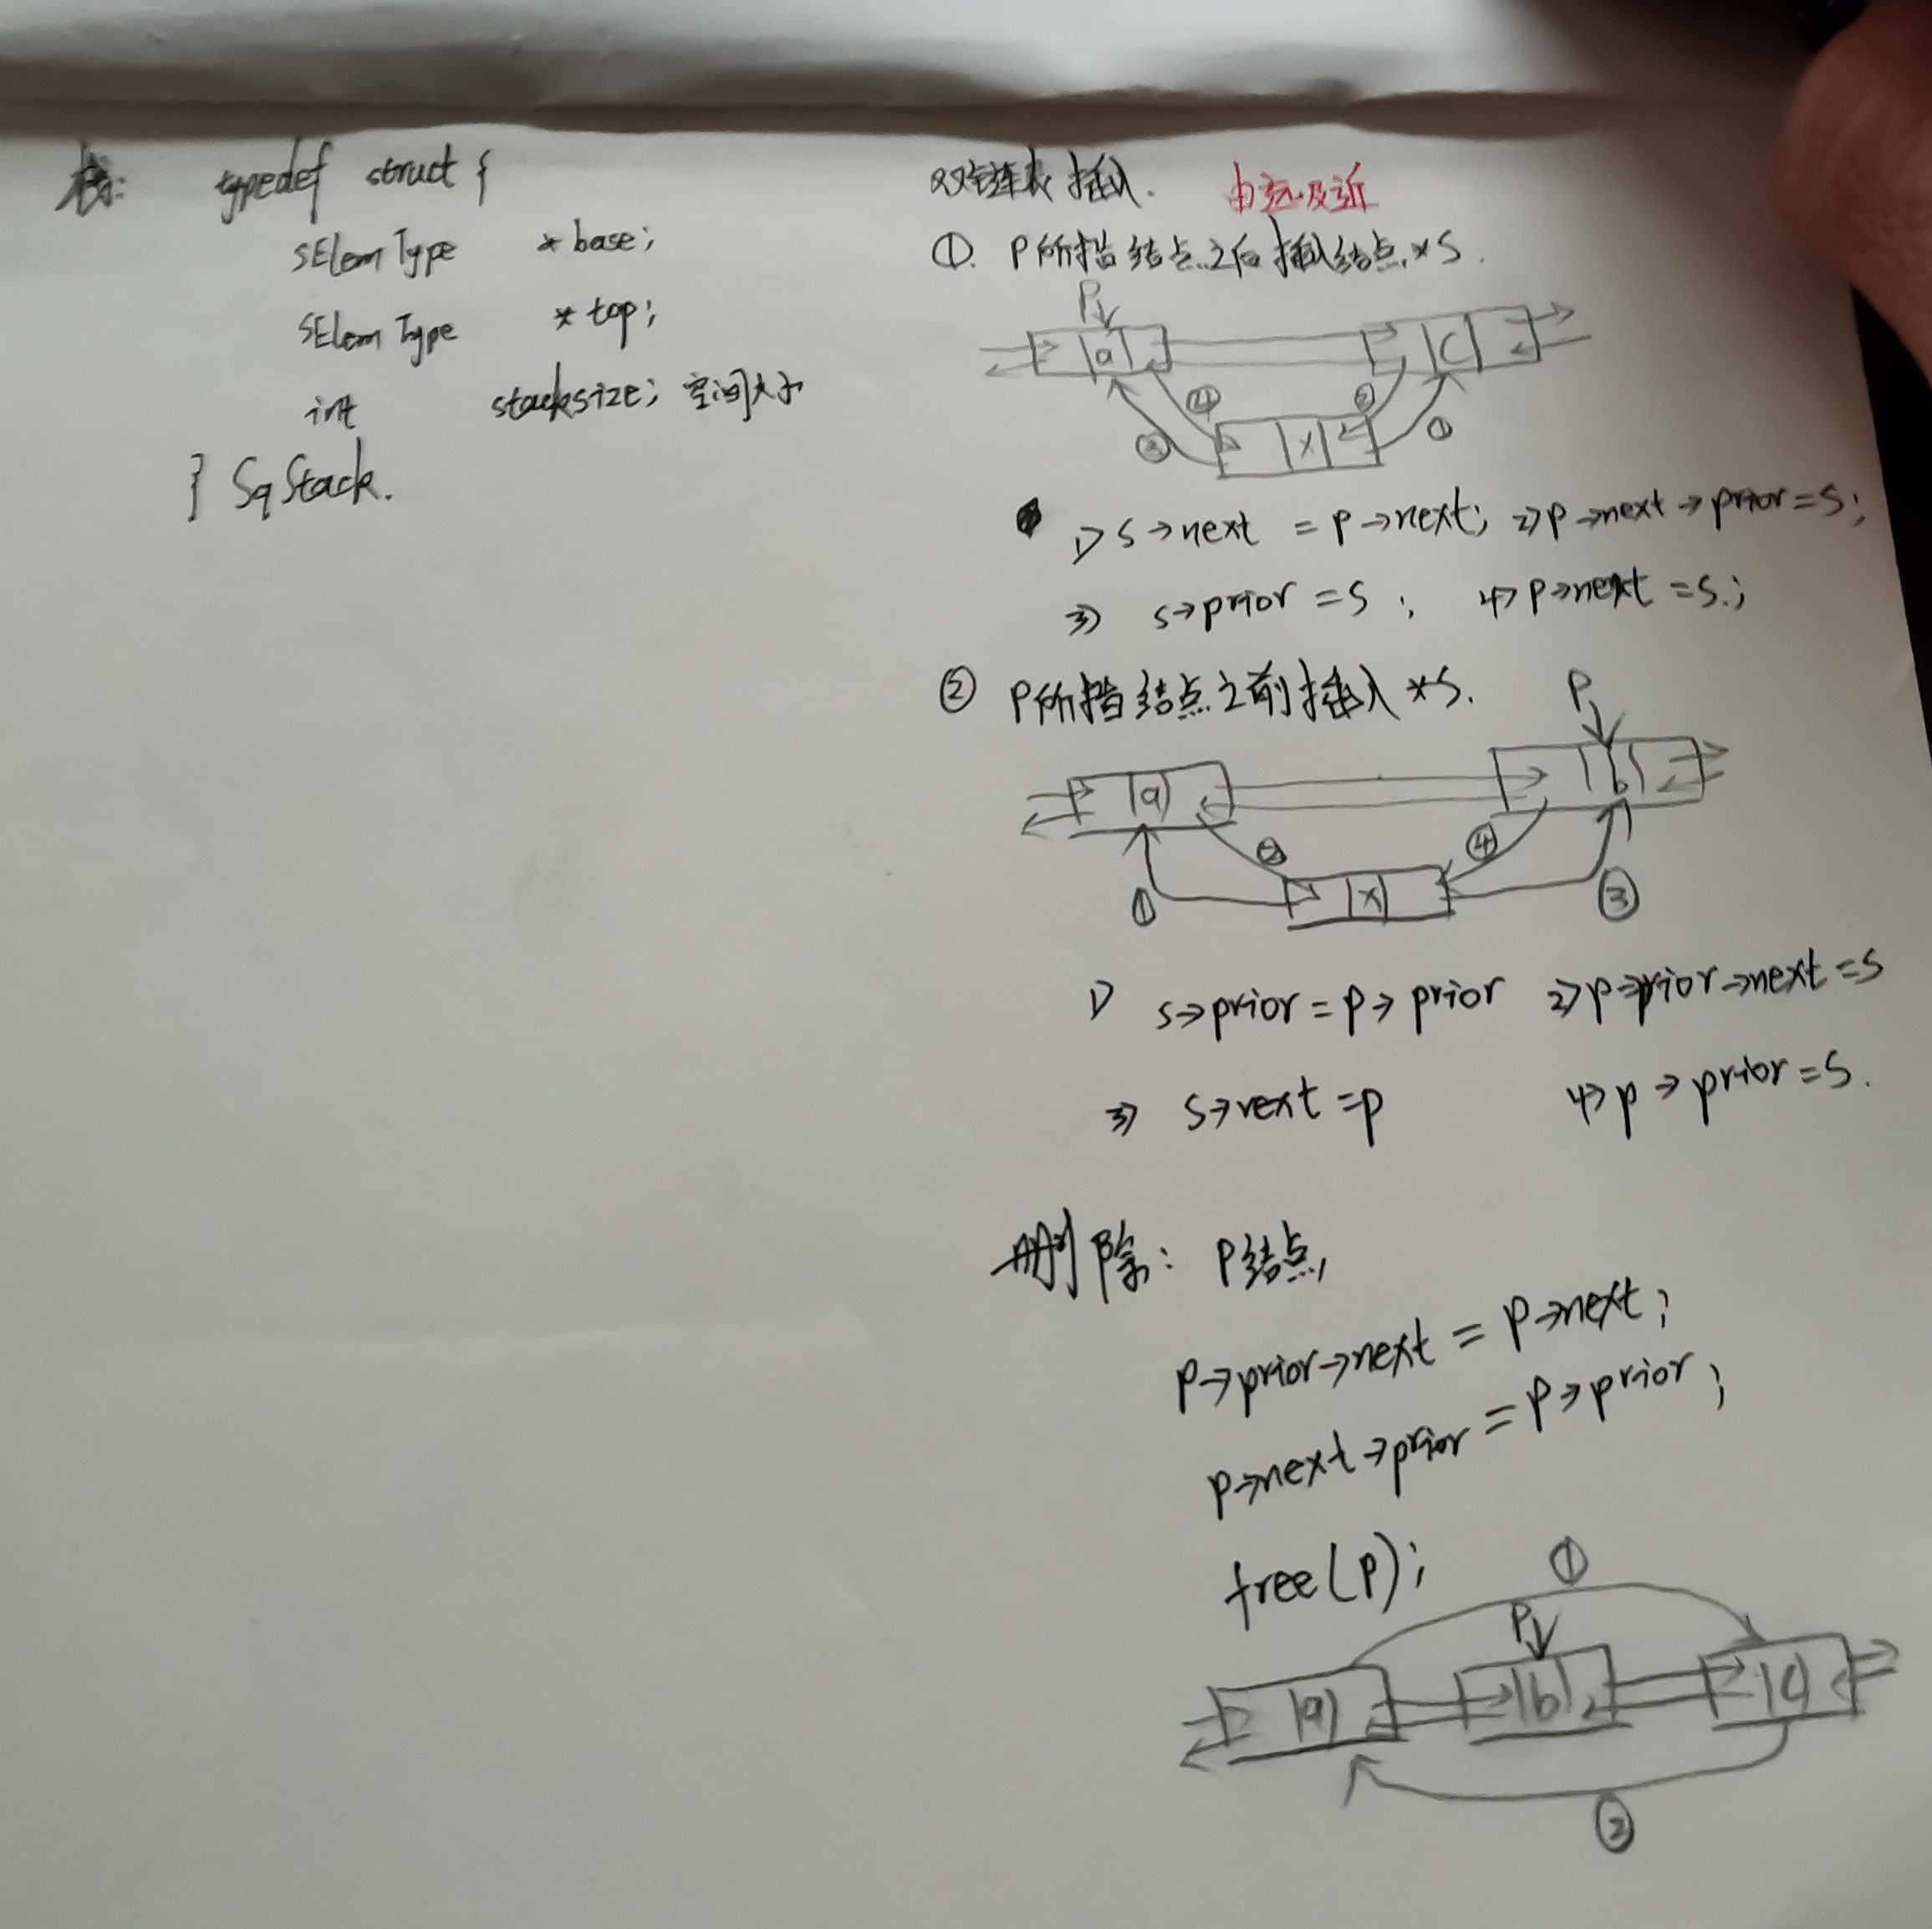 栈: typedef struct {
SElemType *base;
SElemType *top;
int stacksize; 空间大小
} SqStack.
双链表插入. 由远及近
①. P所指结点之后插入结点*S.
P
a C
④ ② ③ ①
X
1> s→next = p→next; 2> p→next→prior=s;
3> s→prior = s; 4> p→next = s.;
② P所指结点之前插入*S.
P
a b
② ④
① X ③
1> s→prior = p→prior 2> p→prior→next=s
3> s→next = p 4> p→prior = s.
删除: P结点,
p→prior→next = p→next;
p→next→prior = p→prior;
free(p);
①
P
a b c
②